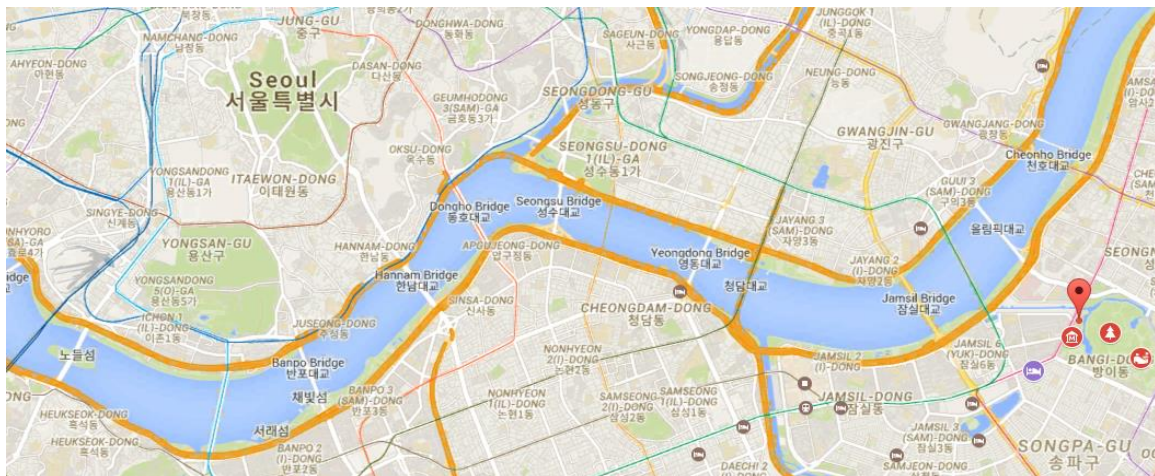 JUNG-GU
중구
NAMCHANG-DONG
남창동
AHYEON-DONG
아현동
Seoul
서울특별시
DASAN-DONG
다산동
DONGHWA-DONG
동화동
GEUMHODONG
3(SAM)-GA
금호동3가
OKSU-DONG
옥수동
SAGEUN-DONG
사근동
YONGDAP-DONG
용답동
SONGJEONG-DONG
송정동
SEONGDONG-GU
성동구
SEONGSU-DONG
1(IL)-GA
성수동1가
JUNGGOK 1
(IL)-DONG
중곡1동
NEUNG-DONG
능동
GWANGJIN-GU
광진구
GWANGJANG-DONG
광장동
Cheonho Bridge
천호대교
GUUI 3
(SAM)-DONG
구의3동
올림픽대교
YONGSANDONG
1(IL)-GA
용산동1가
ITAEWON-DONG
이태원동
SINGYE-DONG
신계동
YONGSAN-GU
용산구
YONGSANDONG
5(O)-GA
용산동5가
ICHON 1
(IL)-DONG
이촌1동
HANNAM-DONG
한남동
JUSEONG-DONG
주성동
Dongho Bridge
동호대교
Seongsu Bridge
성수대교
Hannam Bridge
한남대교
APGUJEONG-DONG
압구정동
SINSA-DONG
신사동
CHEONGDAM-DONG
청담동
Yeongdong Bridge
영동대교
청담대교
JAYANG 3
(SAM)-DONG
자양3동
JAYANG 2
(I)-DONG
자양2동
Jamsil Bridge
잠실대교
노들섬
Banpo Bridge
반포대교
채빛섬
서래섬
BANPO 3
(SAM)-DONG
반포3동
BANPO 2
(I)-DONG
반포2동
HEUKSEOK-DONG
흑석동
HEUKSEOK-DONG
흑석동
NONHYEON
2(I)-DONG
논현2동
NONHYEON
1(IL)-DONG
논현1동
SAMSEONG
2(I)-DONG
삼성2동
SAMSEONG
1(IL)-DONG
삼성1동
DAECHI 2
(I)-DONG
JAMSIL 2
(I)-DONG
JAMSIL-DONG
잠실동
JAMSIL 6
(YUK)-DONG
잠실6동
JAMSIL 3
(SAM)-DONG
잠실3동
SAMJEON-DONG
BANGI-DO
방이동
SONGPA-GU
송파구